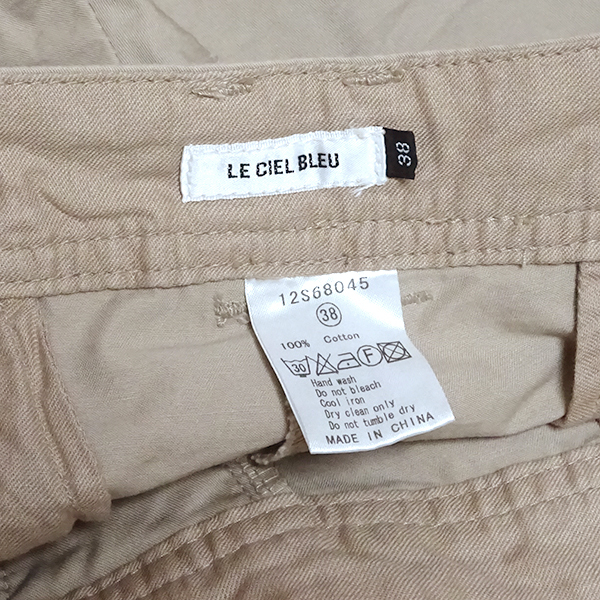 LE CIEL BLEU
38
12S68045
38
100% Cotton
30 F
Hand wash
Do not bleach
Cool iron
Dry clean only
Do not tumble dry
MADE IN CHINA